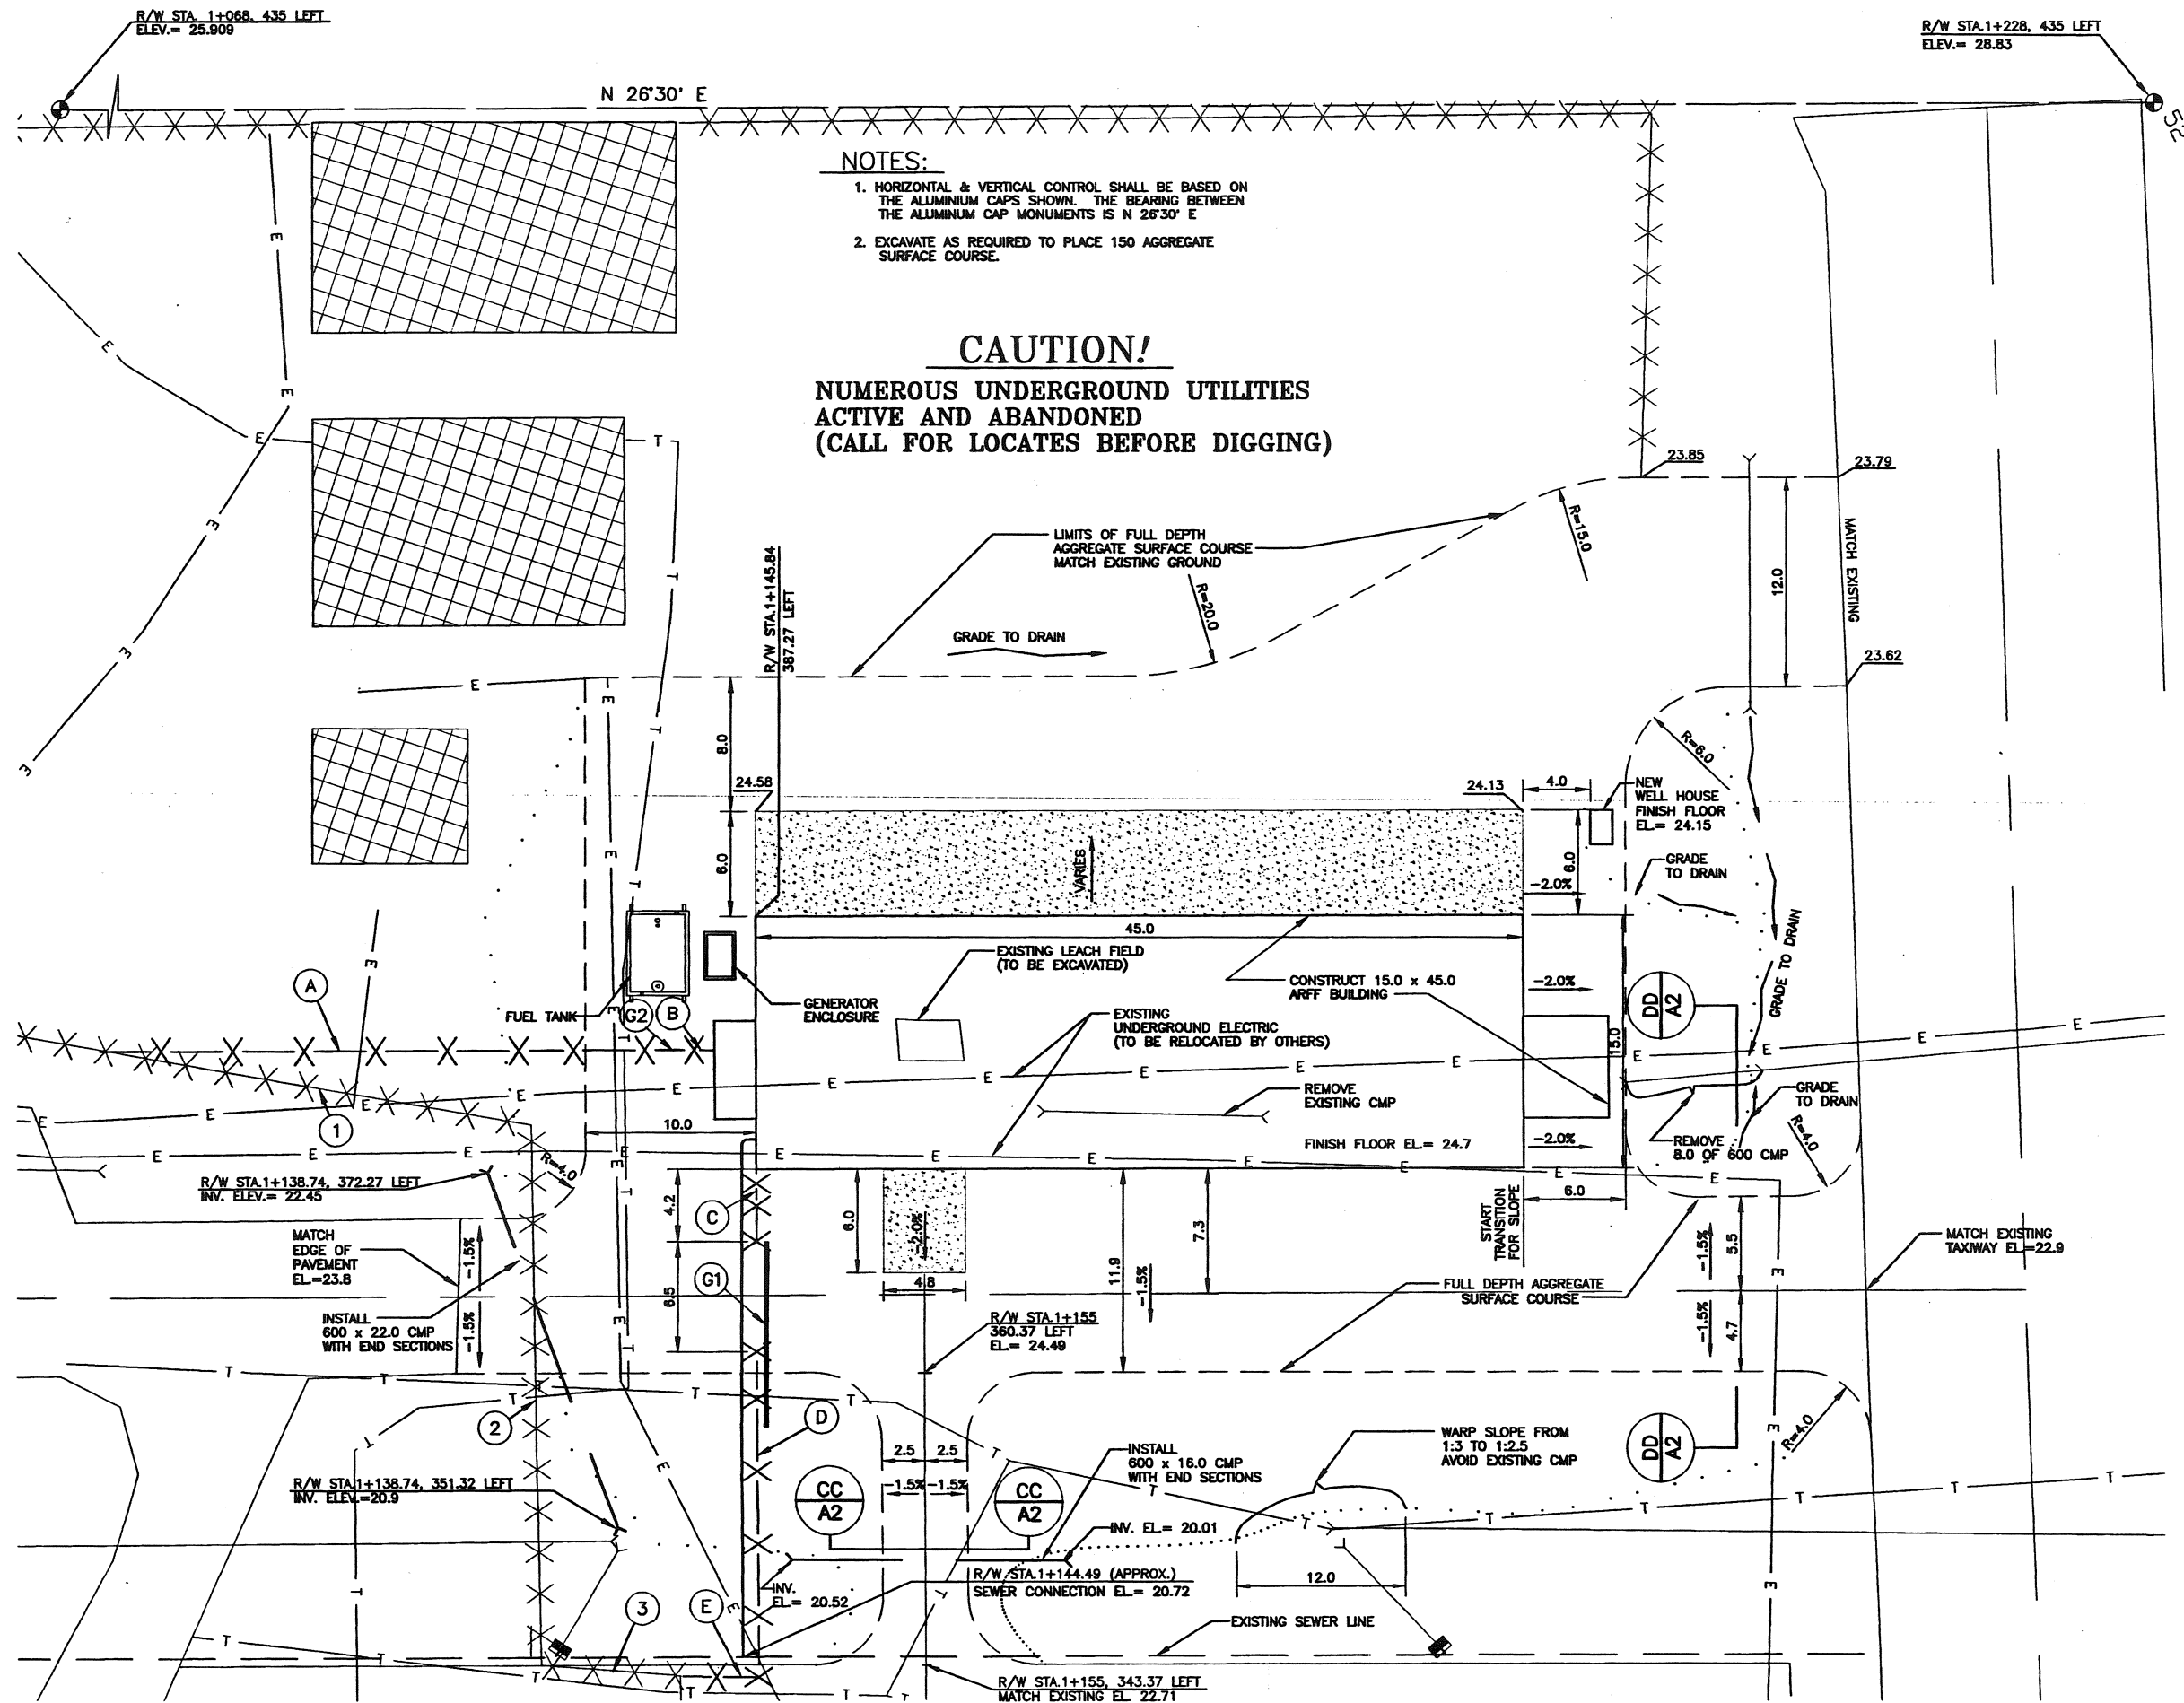 R/W STA. 1+068, 435 LEFT
ELEV.= 25.909
R/W STA.1+228, 435 LEFT
ELEV.= 28.83
N 26°30' E
52
NOTES:
1. HORIZONTAL & VERTICAL CONTROL SHALL BE BASED ON
THE ALUMINIUM CAPS SHOWN. THE BEARING BETWEEN
THE ALUMINUM CAP MONUMENTS IS N 26°30' E
2. EXCAVATE AS REQUIRED TO PLACE 150 AGGREGATE
SURFACE COURSE.
CAUTION!
NUMEROUS UNDERGROUND UTILITIES
ACTIVE AND ABANDONED
(CALL FOR LOCATES BEFORE DIGGING)
23.85
23.79
LIMITS OF FULL DEPTH
AGGREGATE SURFACE COURSE
MATCH EXISTING GROUND
R=15.0
R=20.0
12.0
MATCH EXISTING
R/W STA.1+145.84
387.27 LEFT
GRADE TO DRAIN
23.62
8.0
R=6.0
24.58
24.13
4.0
NEW
WELL HOUSE
FINISH FLOOR
EL.= 24.15
6.0
VARIES
6.0
-2.0%
GRADE
TO DRAIN
45.0
GRADE TO DRAIN
EXISTING LEACH FIELD
(TO BE EXCAVATED)
CONSTRUCT 15.0 x 45.0
ARFF BUILDING
-2.0%
DD
A2
A
FUEL TANK
G2
B
GENERATOR
ENCLOSURE
EXISTING
UNDERGROUND ELECTRIC
(TO BE RELOCATED BY OTHERS)
15.0
1
REMOVE
EXISTING CMP
GRADE
TO DRAIN
10.0
FINISH FLOOR EL.= 24.7
-2.0%
REMOVE
8.0 OF 600 CMP
R=4.0
R=4.0
R/W STA.1+138.74, 372.27 LEFT
INV. ELEV.= 22.45
C
4.2
6.0
-2.0%
4.8
11.9
-1.5%
7.3
START
TRANSITION
FOR SLOPE
6.0
-1.5%
5.5
MATCH EXISTING
TAXIWAY EL.=22.9
MATCH
EDGE OF
PAVEMENT
EL.=23.8
-1.5%
-1.5%
G1
6.5
FULL DEPTH AGGREGATE
SURFACE COURSE
-1.5%
4.7
INSTALL
600 x 22.0 CMP
WITH END SECTIONS
R/W STA.1+155
360.37 LEFT
EL.= 24.49
2
D
2.5
2.5
-1.5%
-1.5%
INSTALL
600 x 16.0 CMP
WITH END SECTIONS
WARP SLOPE FROM
1:3 TO 1:2.5
AVOID EXISTING CMP
DD
A2
R=4.0
R/W STA.1+138.74, 351.32 LEFT
INV. ELEV.=20.9
CC
A2
CC
A2
INV. EL.= 20.01
INV.
EL.= 20.52
R/W STA.1+144.49 (APPROX.)
SEWER CONNECTION EL.= 20.72
12.0
3
E
EXISTING SEWER LINE
R/W STA.1+155, 343.37 LEFT
MATCH EXISTING EL. 22.71